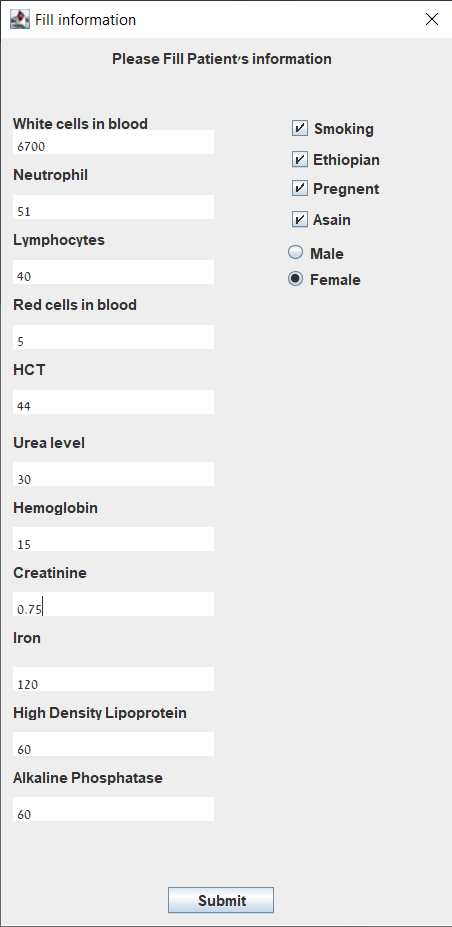 Fill information
Please Fill Patient's information
White cells in blood
6700
Neutrophil
51
Lymphocytes
40
Red cells in blood
5
HCT
44
Urea level
30
Hemoglobin
15
Creatinine
0.75
Iron
120
High Density Lipoprotein
60
Alkaline Phosphatase
60
Smoking
Ethiopian
Pregnent
Asain
Male
Female
Submit